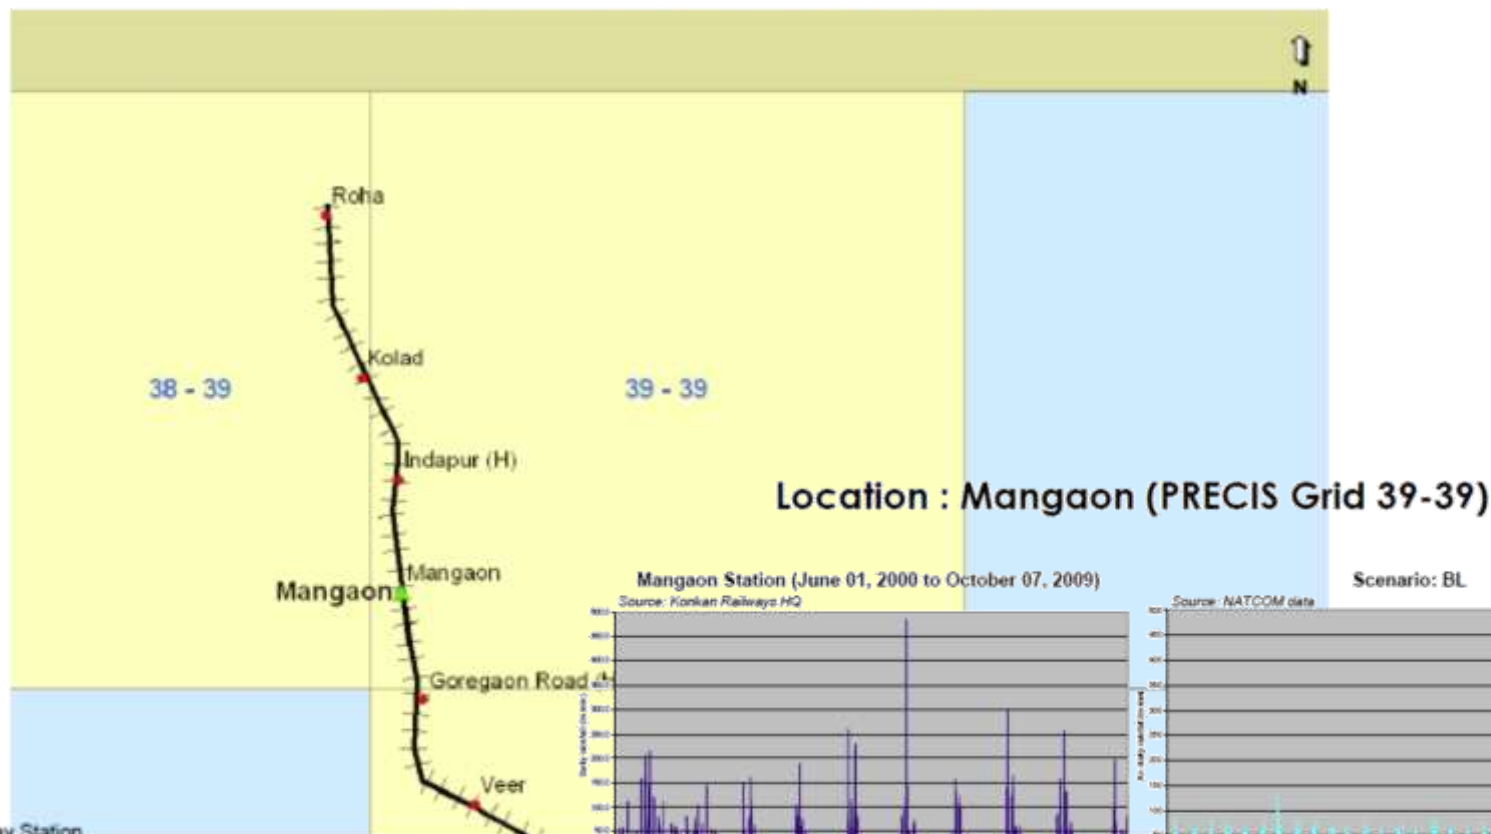 N
Roha
Kolad
38 - 39
39 - 39
Indapur (H)
Location : Mangaon (PRECIS Grid 39-39)
Mangaon
Mangaon
Mangaon Station (June 01, 2000 to October 07, 2009)
Scenario: BL
Source: Konkan Railways HQ
Source: NATCOM data
Goregaon Road
Veer
Station